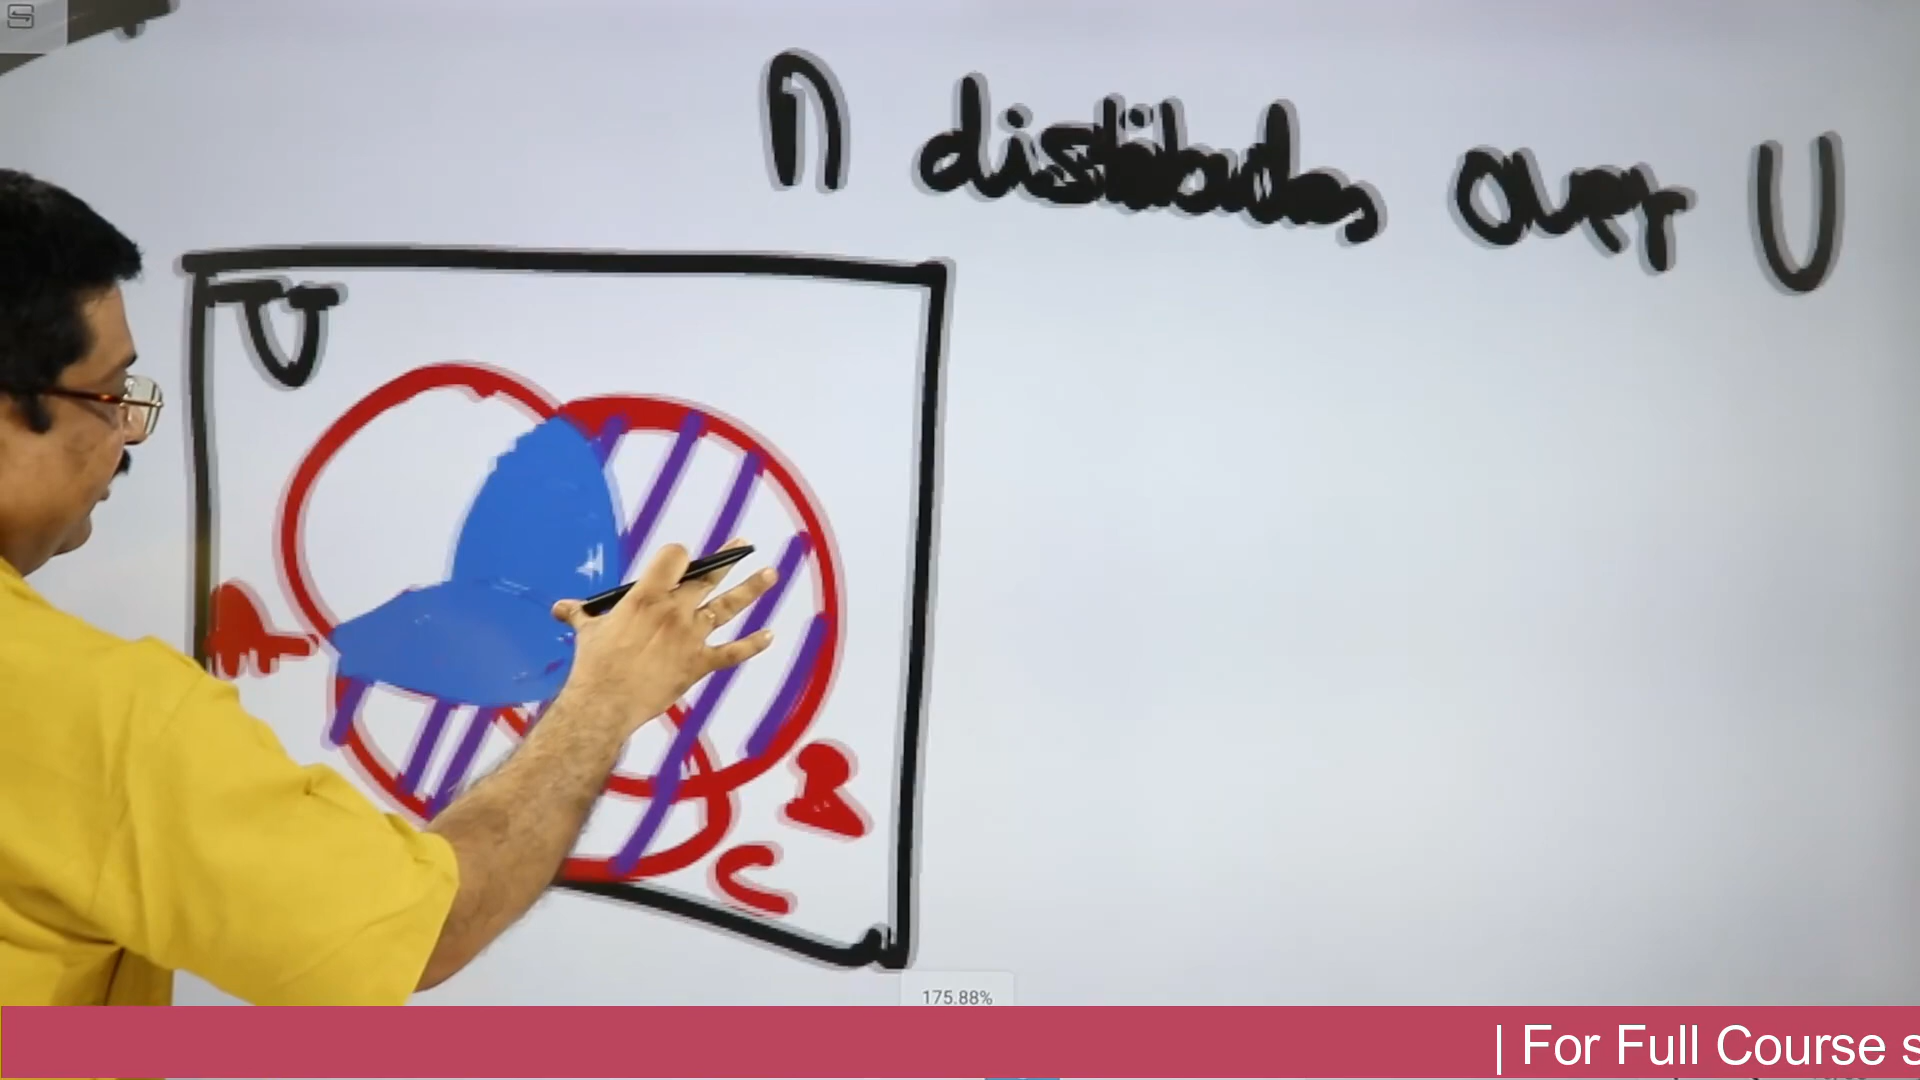 ∩ distributes over ∪
U
A
B
C
175.88%
| For Full Course s